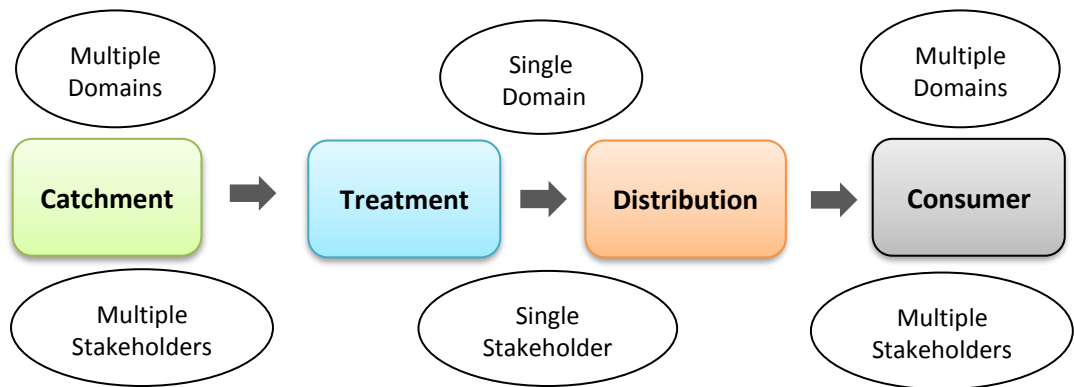 Multiple
Domains
Single
Domain
Multiple
Domains
Catchment
Treatment
Distribution
Consumer
Multiple
Stakeholders
Single
Stakeholder
Multiple
Stakeholders